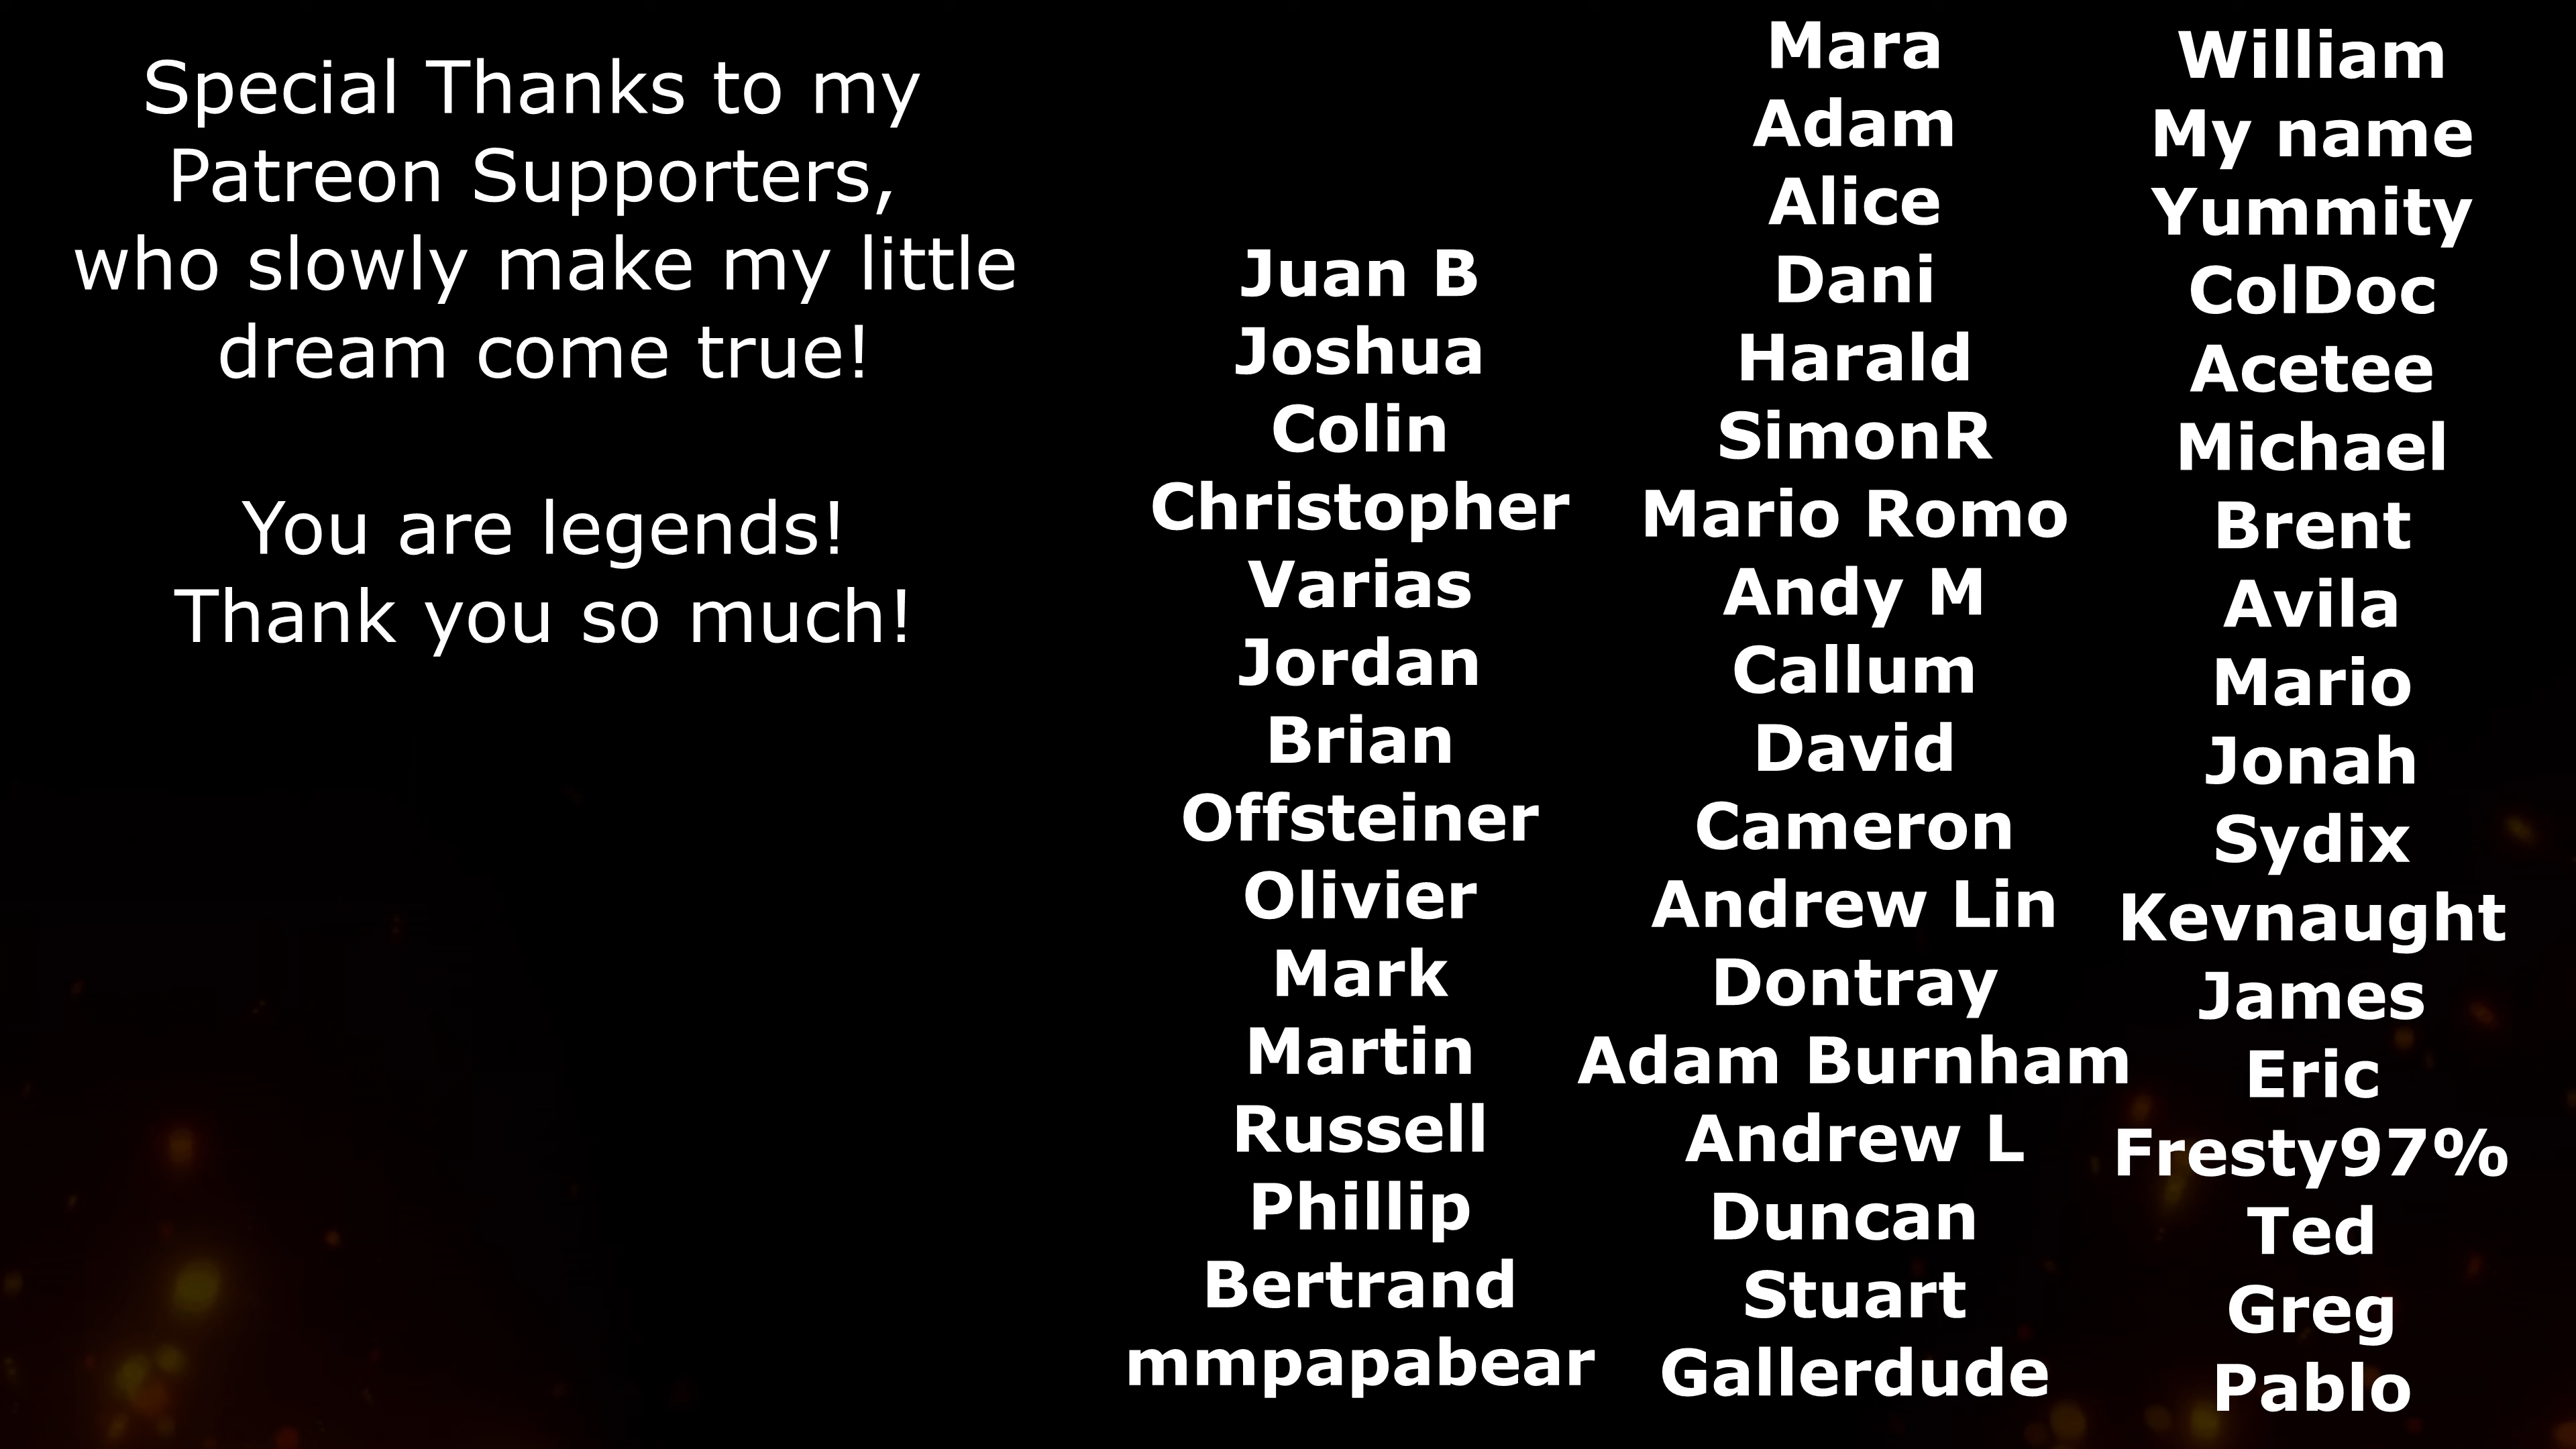 Special Thanks to my
Patreon Supporters,
who slowly make my little
dream come true!
You are legends!
Thank you so much!
Juan B
Joshua
Colin
Christopher
Varias
Jordan
Brian
Offsteiner
Olivier
Mark
Martin
Russell
Phillip
Bertrand
mmpapabear
Mara
Adam
Alice
Dani
Harald
SimonR
Mario Romo
Andy M
Callum
David
Cameron
Andrew Lin
Dontray
Adam Burnham
Andrew L
Duncan
Stuart
Gallerdude
William
My name
Yummity
ColDoc
Acetee
Michael
Brent
Avila
Mario
Jonah
Sydix
Kevnaught
James
Eric
Fresty97%
Ted
Greg
Pablo